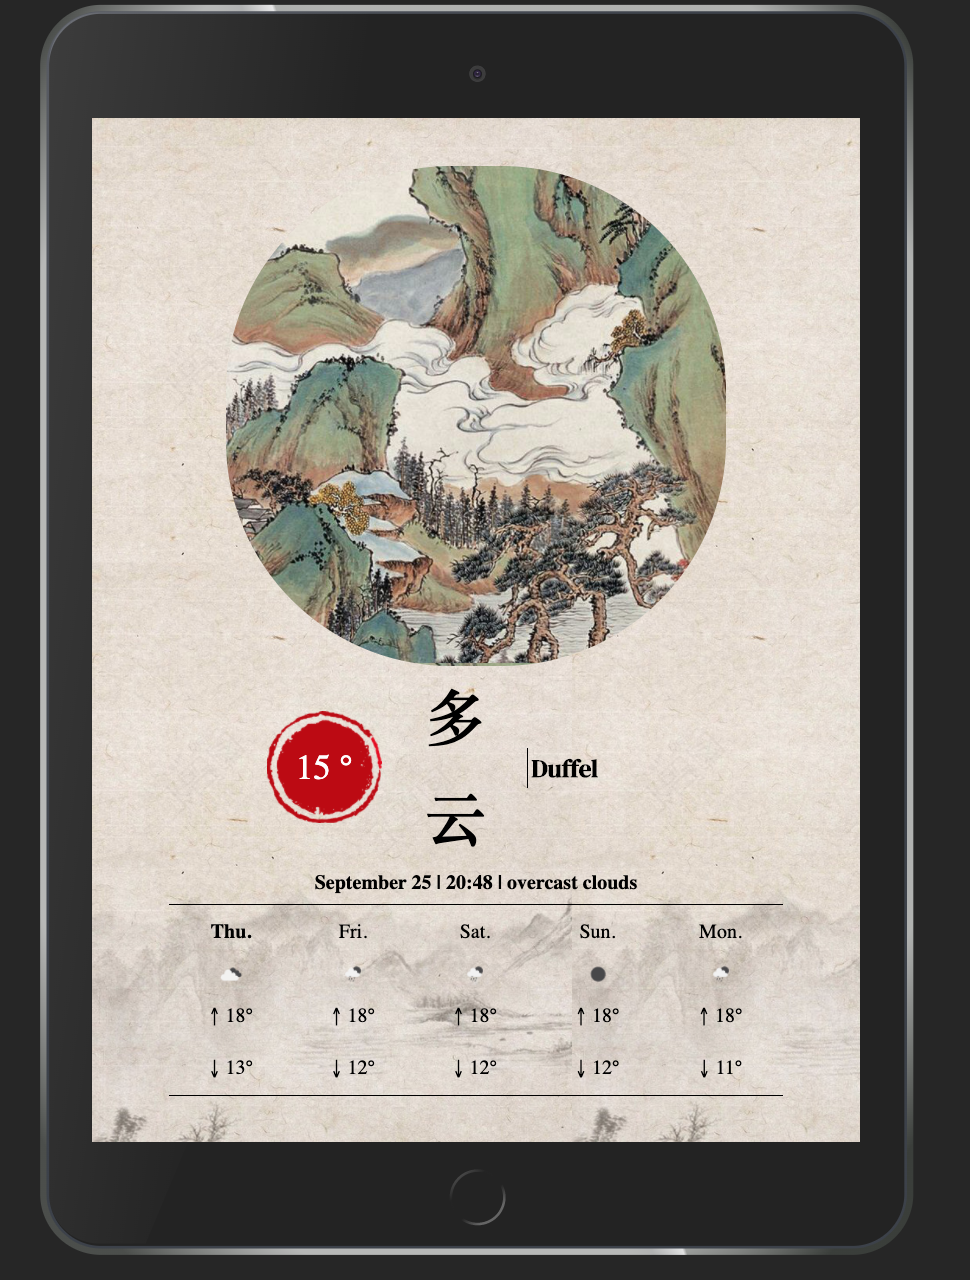 15 °
多
云
Duffel
September 25 | 20:48 | overcast clouds
Thu. Fri. Sat. Sun. Mon.
↑ 18° ↑ 18° ↑ 18° ↑ 18° ↑ 18°
↓ 13° ↓ 12° ↓ 12° ↓ 12° ↓ 11°